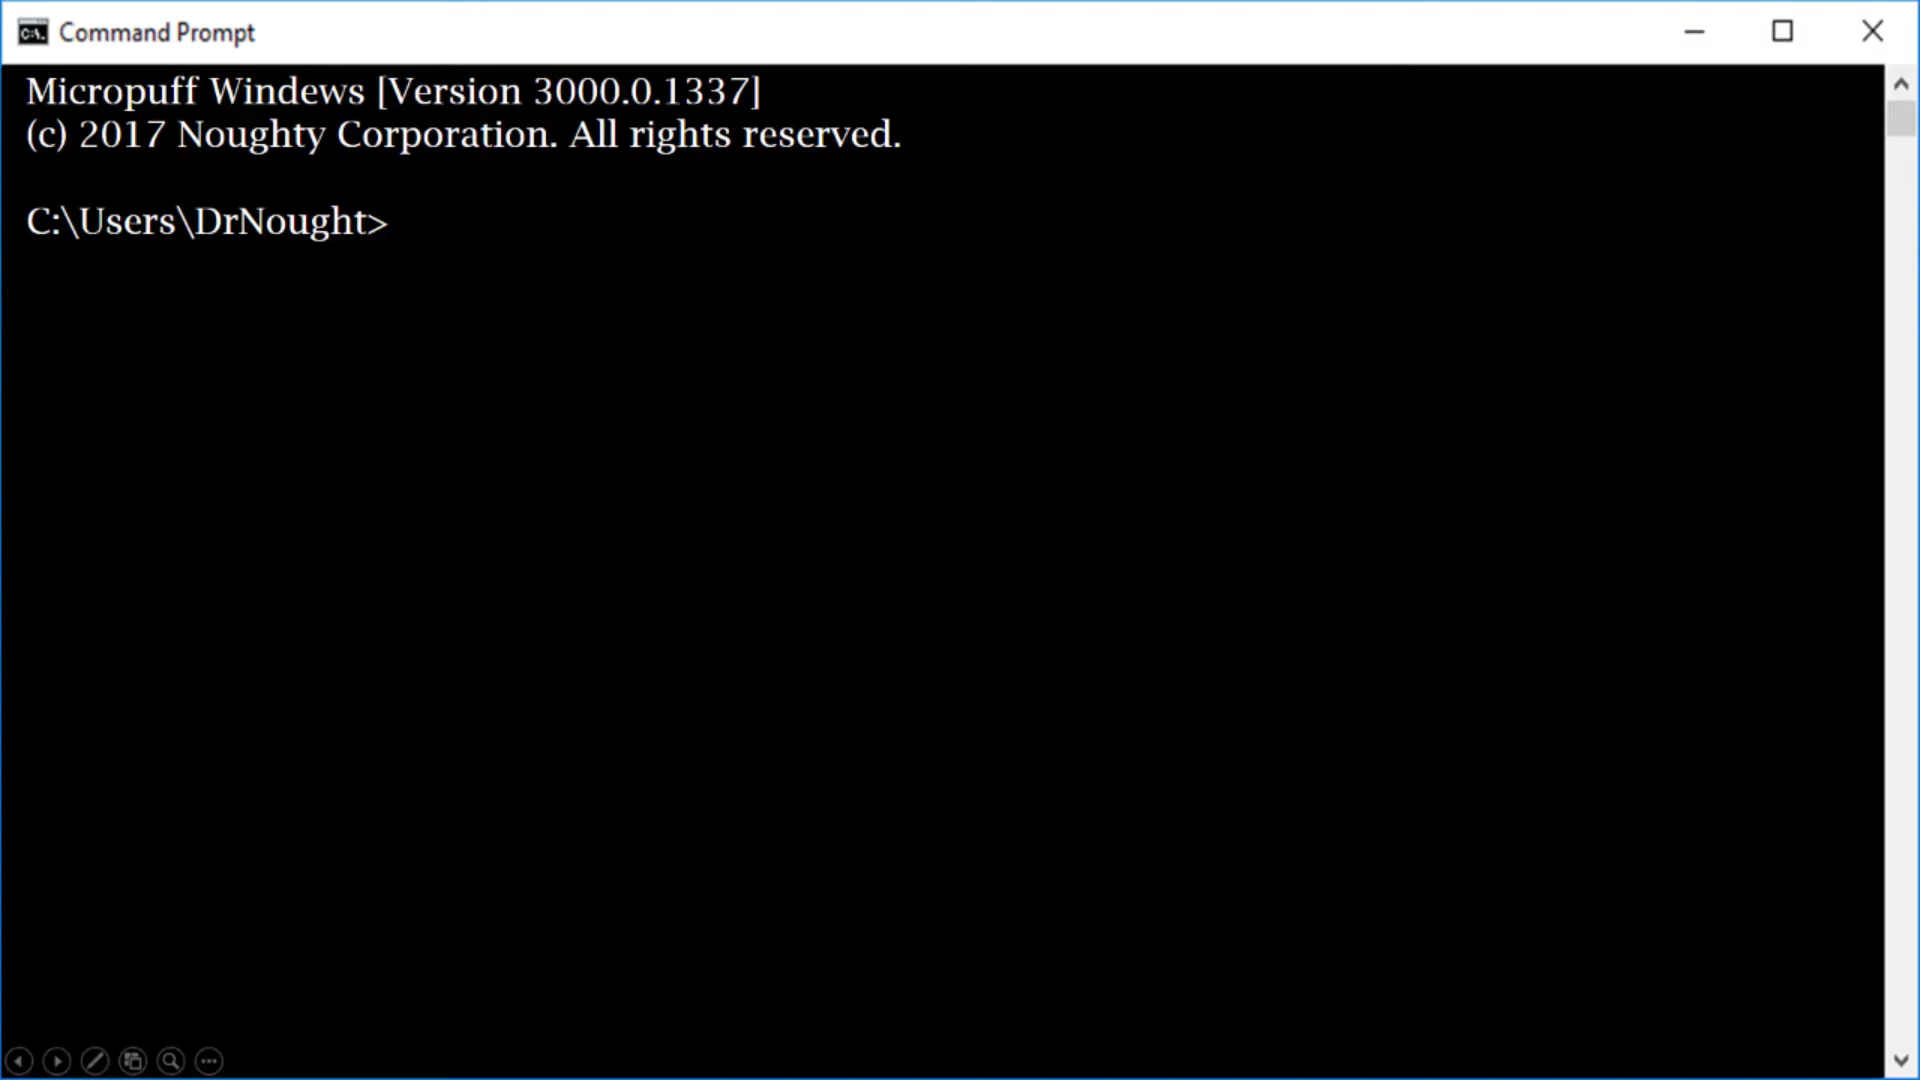 Command Prompt
Micropuff Windews [Version 3000.0.1337]
(c) 2017 Noughty Corporation. All rights reserved.
C:\Users\DrNought>